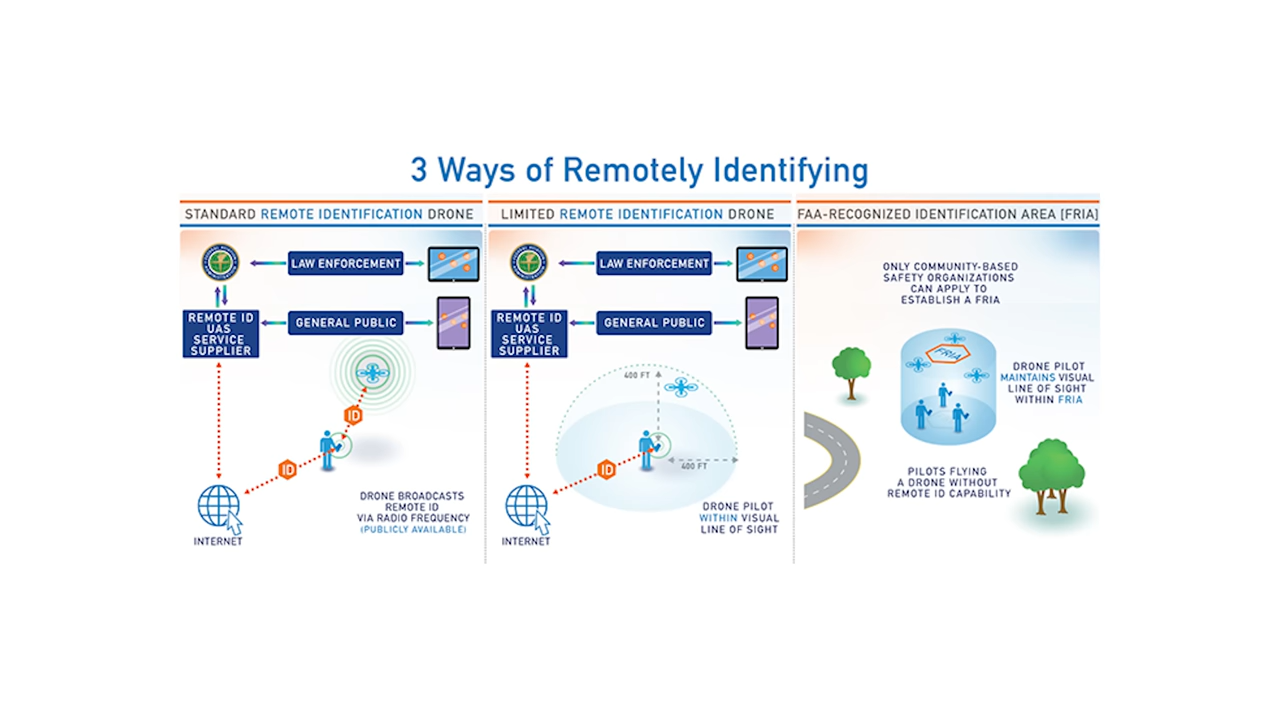 3 Ways of Remotely Identifying
STANDARD REMOTE IDENTIFICATION DRONE
LAW ENFORCEMENT
REMOTE ID
UAS
SERVICE
SUPPLIER
GENERAL PUBLIC
ID
ID
DRONE BROADCASTS
REMOTE ID
VIA RADIO FREQUENCY
(PUBLICLY AVAILABLE)
INTERNET
LIMITED REMOTE IDENTIFICATION DRONE
LAW ENFORCEMENT
REMOTE ID
UAS
SERVICE
SUPPLIER
GENERAL PUBLIC
400 FT
400 FT
ID
DRONE PILOT
WITHIN VISUAL
LINE OF SIGHT
INTERNET
FAA-RECOGNIZED IDENTIFICATION AREA [FRIA]
ONLY COMMUNITY-BASED
SAFETY ORGANIZATIONS
CAN APPLY TO
ESTABLISH A FRIA
FRIA
DRONE PILOT
MAINTAINS VISUAL
LINE OF SIGHT
WITHIN FRIA
PILOTS FLYING
A DRONE WITHOUT
REMOTE ID CAPABILITY